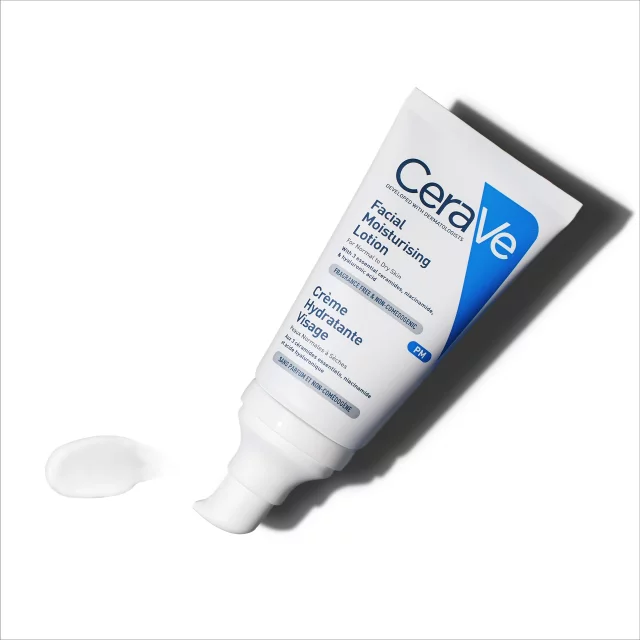 CeraVe
DEVELOPED WITH DERMATOLOGISTS
Facial
Moisturising
Lotion
For Normal to Dry Skin
With 3 essential ceramides, niacinamide,
& hyaluronic acid
FRAGRANCE FREE & NON COMEDOGENIC
Crème
Hydratante
Visage
Peaux Normales à Sèches
Aux 3 céramides essentiels, niacinamide
et acide hyaluronique
SANS PARFUM ET NON-COMÉDOGÈNE
PM